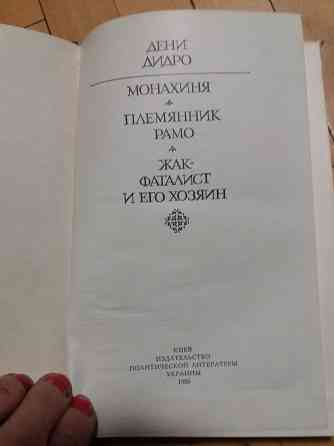 ДЕНИ
ДИДРО
МОНАХИНЯ
ПЛЕМЯННИК
РАМО
ЖАК-
ФАТАЛИСТ
И ЕГО ХОЗЯИН
КИЕВ
ИЗДАТЕЛЬСТВО
ПОЛИТИЧЕСКОЙ ЛИТЕРАТУРЫ
УКРАИНЫ